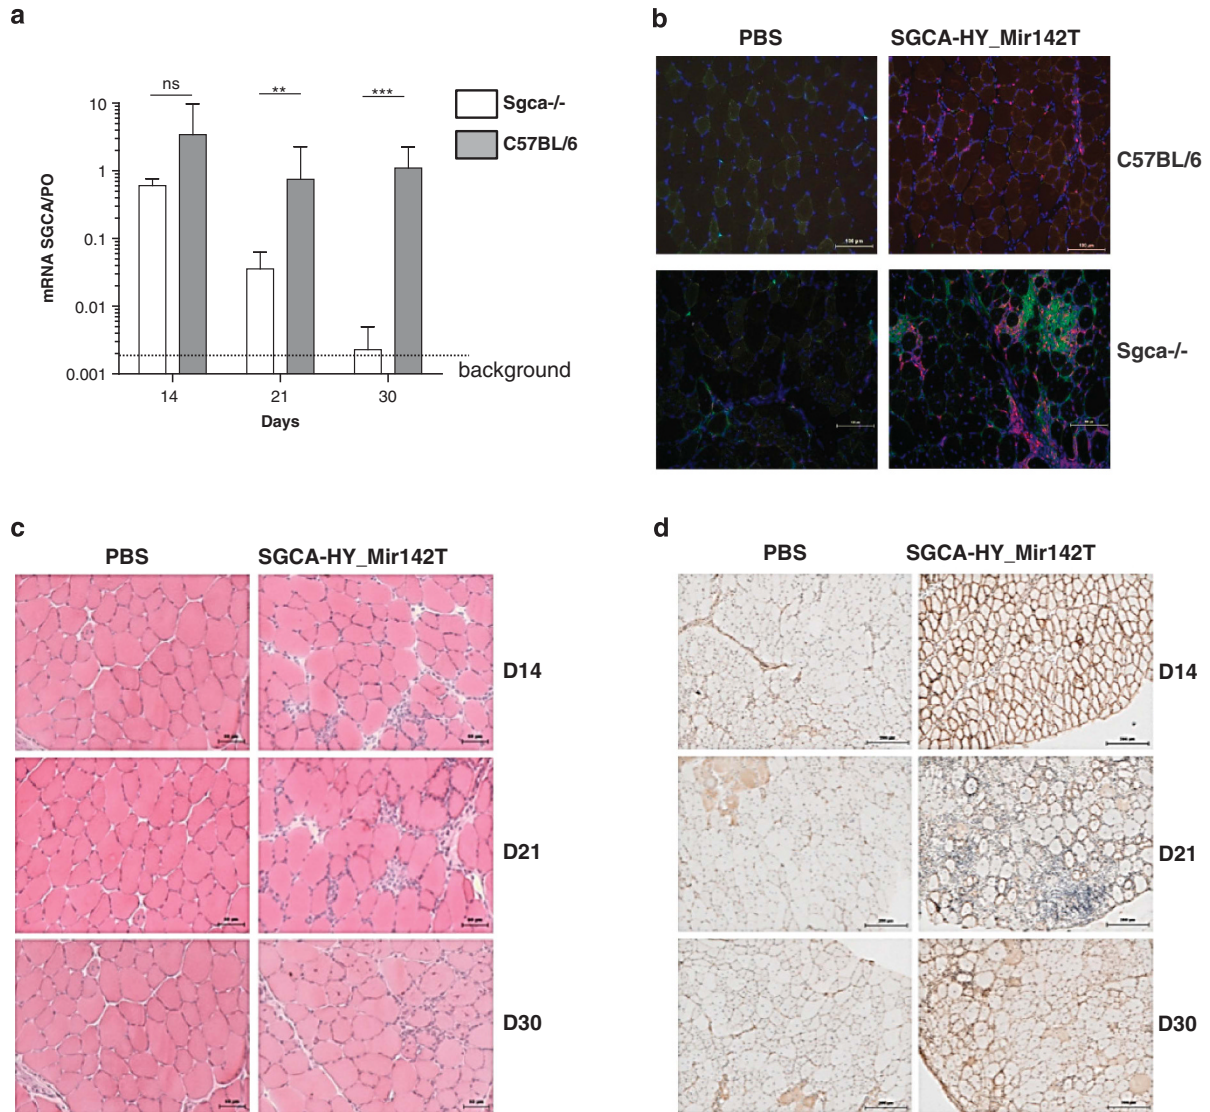 a
ns
**
***
Sgca-/-
C57BL/6
10
1
0.1
0.01
0.001
mRNA SGCA/PO
background
14
21
30
Days
b
PBS
SGCA-HY_Mir142T
C57BL/6
Sgca-/-
c
PBS
SGCA-HY_Mir142T
D14
D21
D30
d
PBS
SGCA-HY_Mir142T
D14
D21
D30